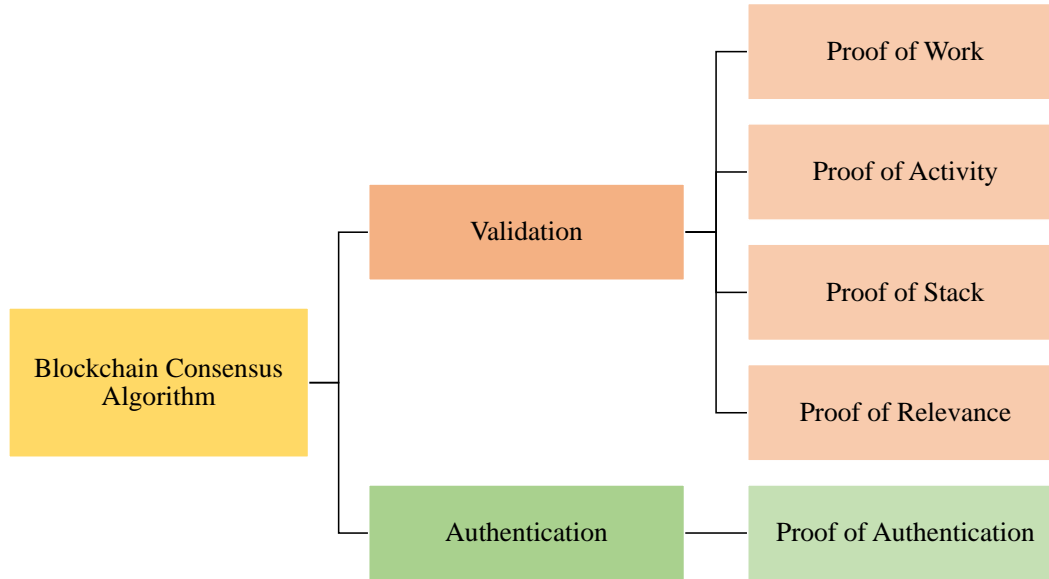 Proof of Work
Proof of Activity
Validation
Proof of Stack
Blockchain Consensus
Algorithm
Proof of Relevance
Authentication
Proof of Authentication